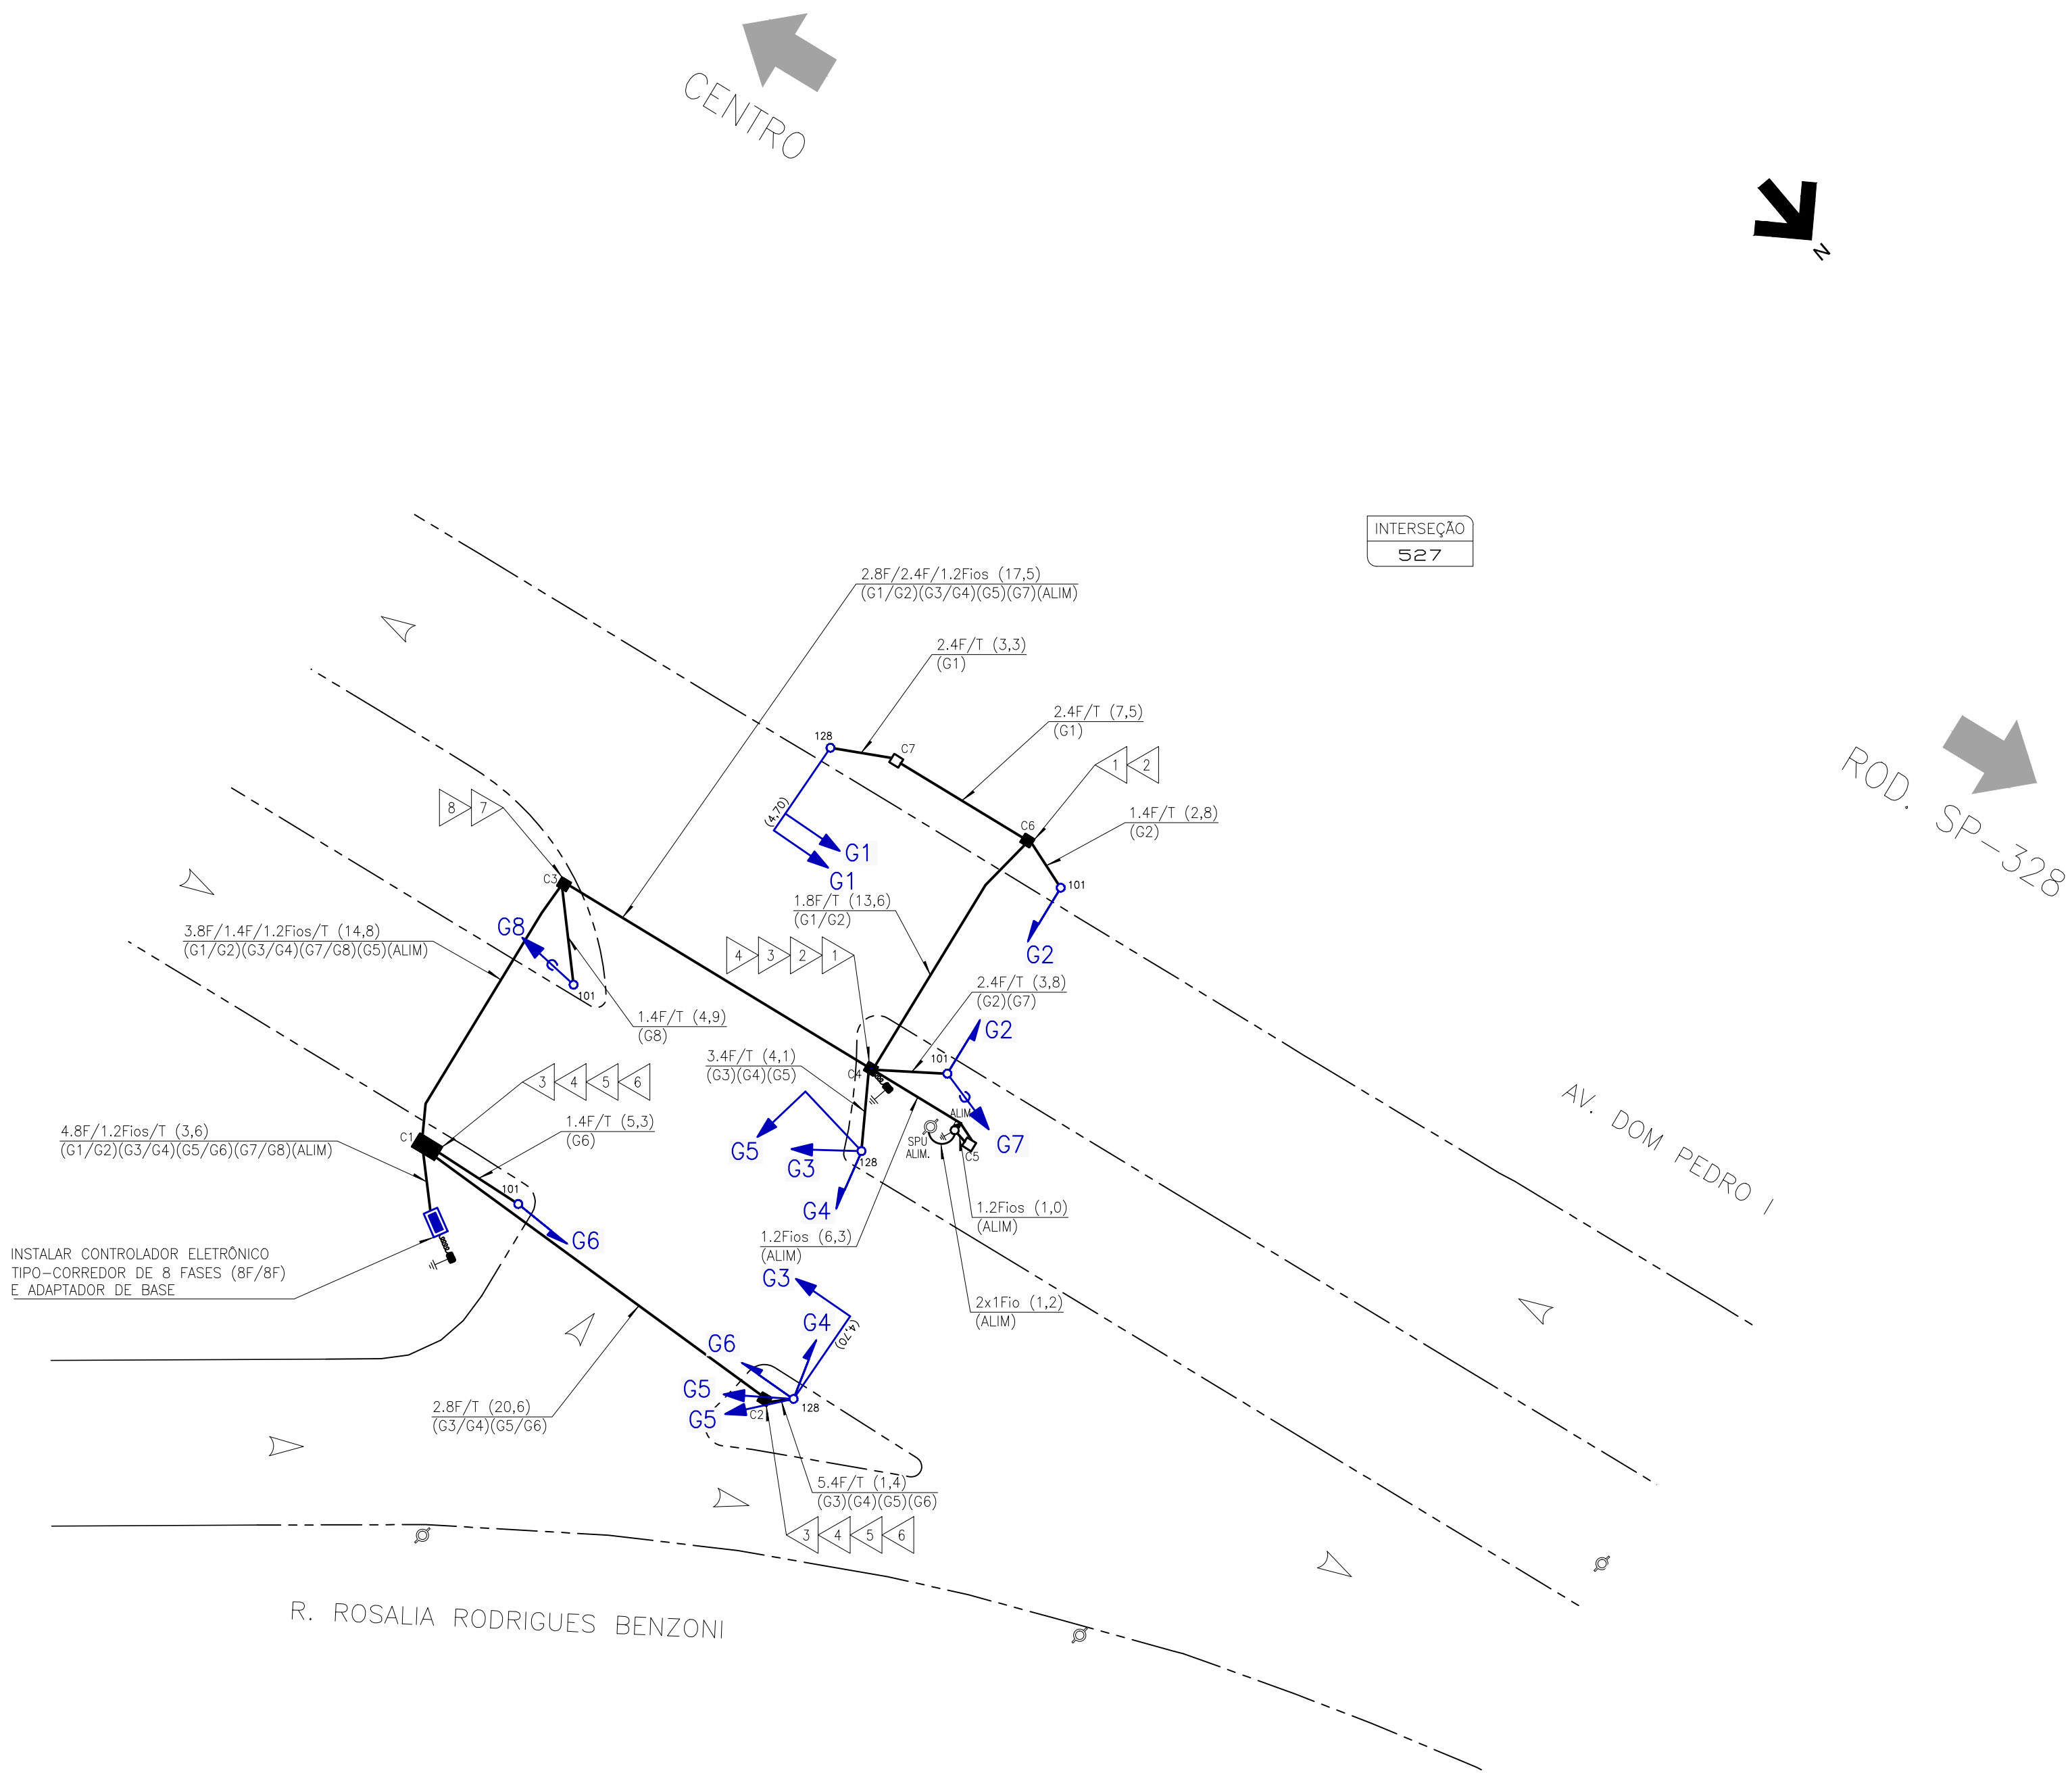 CENTRO
N
INTERSEÇÃO
527
2.8F/2.4F/1.2Fios (17,5)
(G1/G2)(G3/G4)(G5)(G7)(ALIM)
2.4F/T (3,3)
(G1)
2.4F/T (7,5)
(G1)
128
C7
1
2
ROD. SP-328
8
7
(4,70)
1.4F/T (2,8)
(G2)
C6
G1
G1
C3
101
1.8F/T (13,6)
(G1/G2)
G8
3.8F/1.4F/1.2Fios/T (14,8)
(G1/G2)(G3/G4)(G7/G8)(G5)(ALIM)
4
3
2
1
G2
101
2.4F/T (3,8)
(G2)(G7)
1.4F/T (4,9)
(G8)
G2
3.4F/T (4,1)
(G3)(G4)(G5)
101
C4
3
4
5
6
ALIM
AV. DOM PEDRO I
1.4F/T (5,3)
(G6)
4.8F/1.2Fios/T (3,6)
(G1/G2)(G3/G4)(G5/G6)(G7/G8)(ALIM)
C1
SPU
ALIM.
G7
C5
G5
G3
128
101
G4
1.2Fios (1,0)
(ALIM)
G6
1.2Fios (6,3)
(ALIM)
INSTALAR CONTROLADOR ELETRÔNICO
TIPO-CORREDOR DE 8 FASES (8F/8F)
E ADAPTADOR DE BASE
G3
2x1Fio (1,2)
(ALIM)
G4
(4,70)
G6
G5
G5
C2
128
2.8F/T (20,6)
(G3/G4)(G5/G6)
5.4F/T (1,4)
(G3)(G4)(G5)(G6)
3
4
5
6
R. ROSALIA RODRIGUES BENZONI